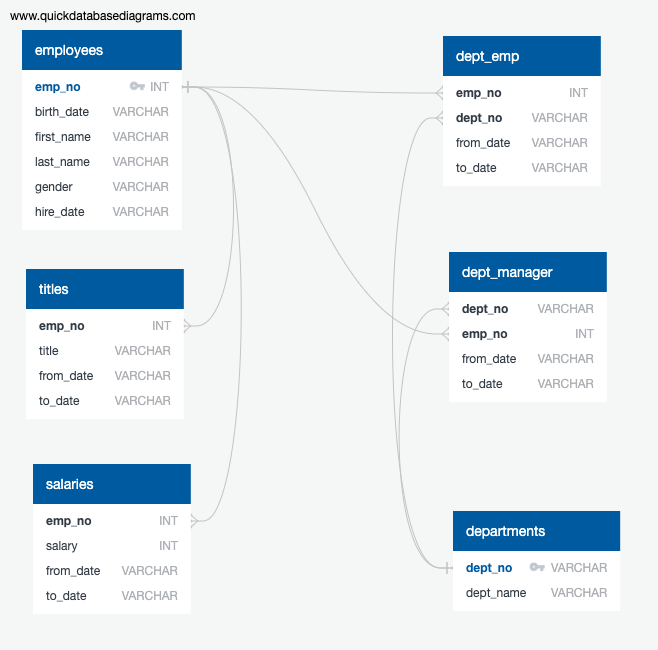 www.quickdatabasediagrams.com
employees
emp_no INT
birth_date VARCHAR
first_name VARCHAR
last_name VARCHAR
gender VARCHAR
hire_date VARCHAR
titles
emp_no INT
title VARCHAR
from_date VARCHAR
to_date VARCHAR
salaries
emp_no INT
salary INT
from_date VARCHAR
to_date VARCHAR
dept_emp
emp_no INT
dept_no VARCHAR
from_date VARCHAR
to_date VARCHAR
dept_manager
dept_no VARCHAR
emp_no INT
from_date VARCHAR
to_date VARCHAR
departments
dept_no VARCHAR
dept_name VARCHAR